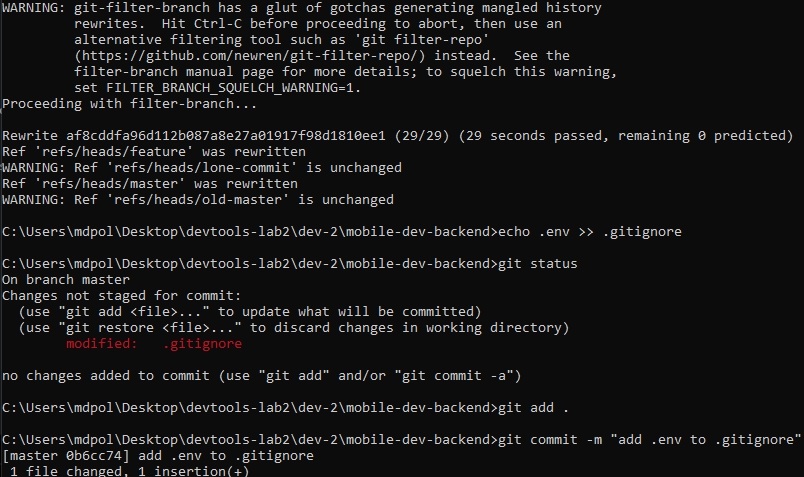 WARNING: git-filter-branch has a glut of gotchas generating mangled history
rewrites.  Hit Ctrl-C before proceeding to abort, then use an
alternative filtering tool such as 'git filter-repo'
(https://github.com/newren/git-filter-repo/) instead.  See the
filter-branch manual page for more details; to squelch this warning,
set FILTER_BRANCH_SQUELCH_WARNING=1.
Proceeding with filter-branch...
Rewrite af8cddfa96d112b087a8e27a01917f98d1810ee1 (29/29) (29 seconds passed, remaining 0 predicted)
Ref 'refs/heads/feature' was rewritten
WARNING: Ref 'refs/heads/lone-commit' is unchanged
Ref 'refs/heads/master' was rewritten
WARNING: Ref 'refs/heads/old-master' is unchanged
C:\Users\mdpol\Desktop\devtools-lab2\dev-2\mobile-dev-backend>echo .env >> .gitignore
C:\Users\mdpol\Desktop\devtools-lab2\dev-2\mobile-dev-backend>git status
On branch master
Changes not staged for commit:
  (use "git add <file>..." to update what will be committed)
  (use "git restore <file>..." to discard changes in working directory)
        modified:   .gitignore
no changes added to commit (use "git add" and/or "git commit -a")
C:\Users\mdpol\Desktop\devtools-lab2\dev-2\mobile-dev-backend>git add .
C:\Users\mdpol\Desktop\devtools-lab2\dev-2\mobile-dev-backend>git commit -m "add .env to .gitignore"
[master 0b6cc74] add .env to .gitignore
 1 file changed, 1 insertion(+)